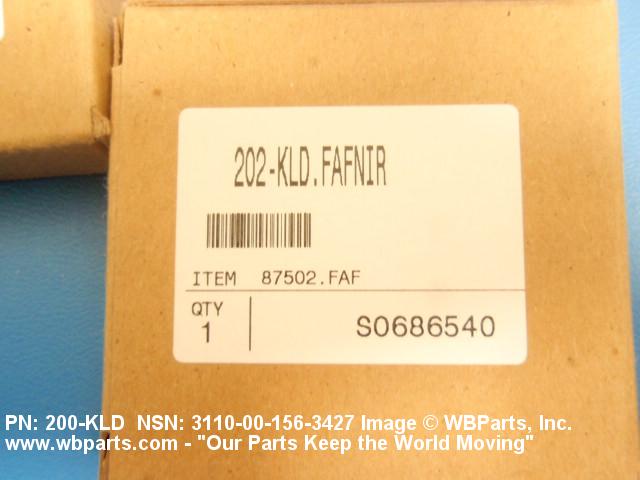 202-KLD.FAFNIR
ITEM 87502.FAF
QTY
1
S0686540
PN: 200-KLD NSN: 3110-00-156-3427 Image © WBParts, Inc.
www.wbparts.com - "Our Parts Keep the World Moving"